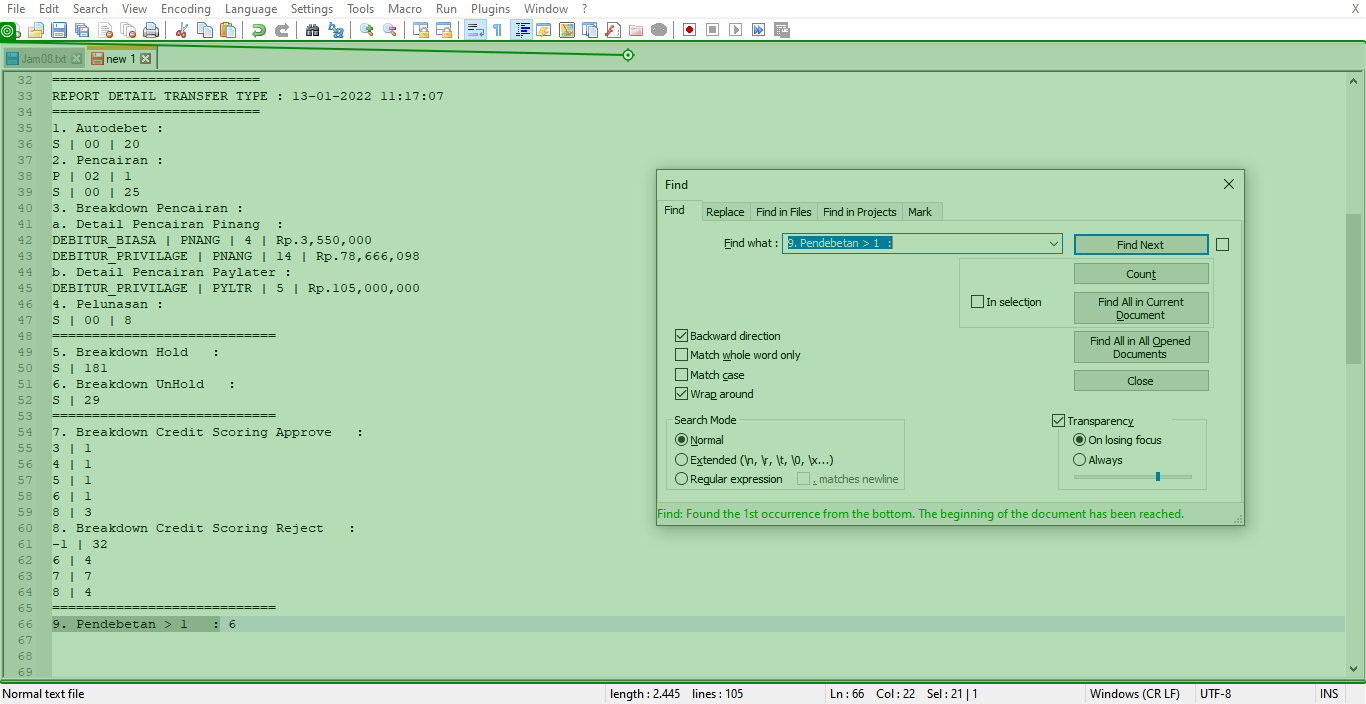 File Edit Search View Encoding Language Settings Tools Macro Run Plugins Window ? X
Jam08.txt new 1
32 ==========================
33 REPORT DETAIL TRANSFER TYPE : 13-01-2022 11:17:07
34 ==========================
35 1. Autodebet :
36 S | 00 | 20
37 2. Pencairan :
38 P | 02 | 1
39 S | 00 | 25
40 3. Breakdown Pencairan :
41 a. Detail Pencairan Pinang  :
42 DEBITUR_BIASA | PNANG | 4 | Rp.3,550,000
43 DEBITUR_PRIVILAGE | PNANG | 14 | Rp.78,666,098
44 b. Detail Pencairan Paylater :
45 DEBITUR_PRIVILAGE | PYLTR | 5 | Rp.105,000,000
46 4. Pelunasan :
47 S | 00 | 8
48 ============================
49 5. Breakdown Hold   :
50 S | 181
51 6. Breakdown UnHold   :
52 S | 29
53 ============================
54 7. Breakdown Credit Scoring Approve   :
55 3 | 1
56 4 | 1
57 5 | 1
58 6 | 1
59 8 | 3
60 8. Breakdown Credit Scoring Reject   :
61 -1 | 32
62 6 | 4
63 7 | 7
64 8 | 4
65 ============================
66 9. Pendebetan > 1   : 6
67
68
69
Find
Find Replace Find in Files Find in Projects Mark
Find what : 9. Pendebetan > 1  :
Find Next
Count
In selection
Find All in Current
Document
Find All in All Opened
Documents
Close
Backward direction
Match whole word only
Match case
Wrap around
Search Mode
Normal
Extended (\n, \r, \t, \0, \x...)
Regular expression . matches newline
Transparency
On losing focus
Always
Find: Found the 1st occurrence from the bottom. The beginning of the document has been reached.
Normal text file length : 2.445 lines : 105 Ln : 66 Col : 22 Sel : 21 | 1 Windows (CR LF) UTF-8 INS